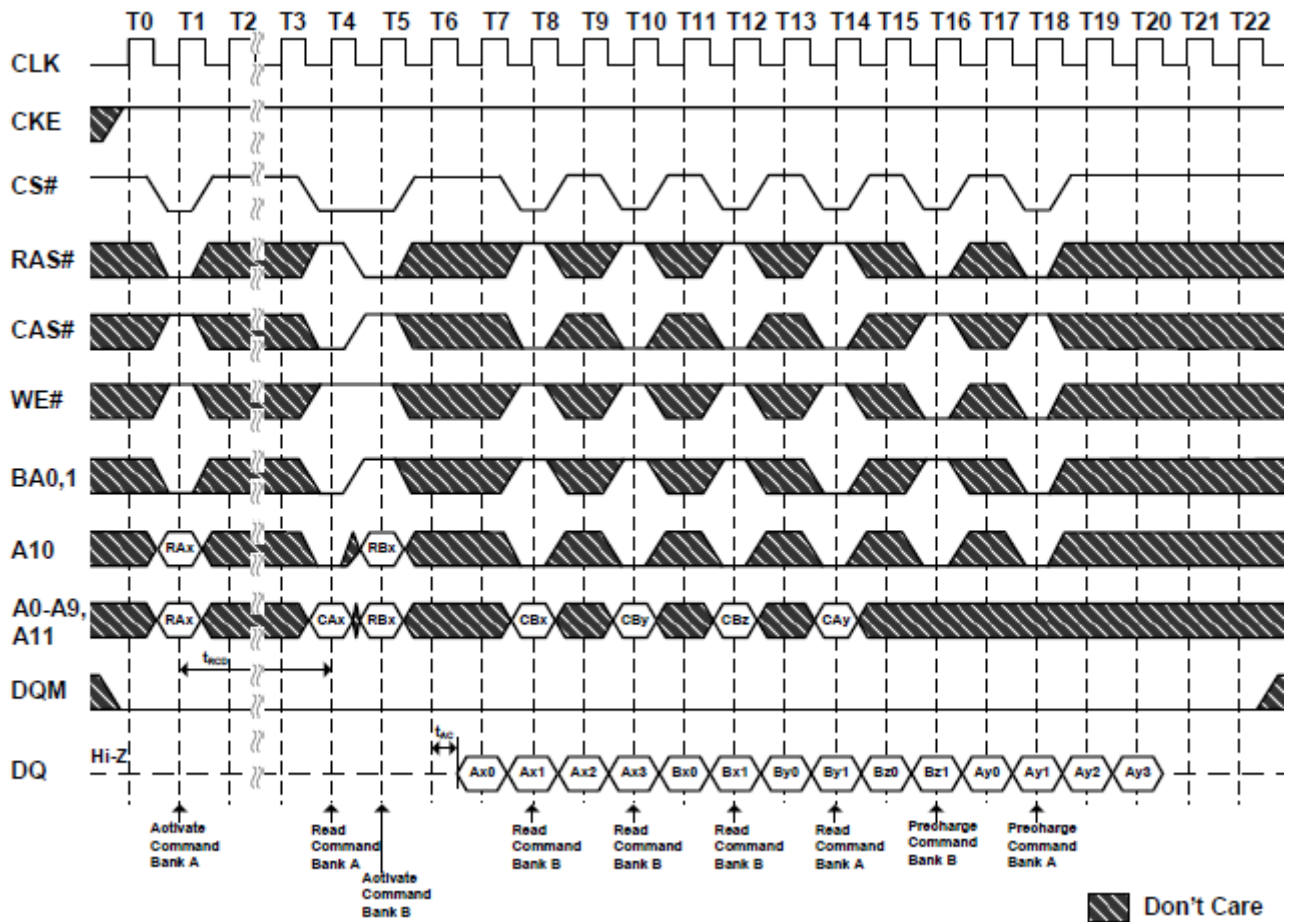 T0 T1 T2 T3 T4 T5 T6 T7 T8 T9 T10 T11 T12 T13 T14 T15 T16 T17 T18 T19 T20 T21 T22
CLK
CKE
CS#
RAS#
CAS#
WE#
BA0,1
A10 RAx RBx
A0-A9,
A11 RAx CAx RBx CBx CBy CBz CAy
tRCD
DQM
tAC
Hi-Z
DQ Ax0 Ax1 Ax2 Ax3 Bx0 Bx1 By0 By1 Bz0 Bz1 Ay0 Ay1 Ay2 Ay3
Activate
Command
Bank A
Read
Command
Bank A
Activate
Command
Bank B
Read
Command
Bank B
Read
Command
Bank B
Read
Command
Bank B
Read
Command
Bank A
Precharge
Command
Bank B
Precharge
Command
Bank A
Don't Care